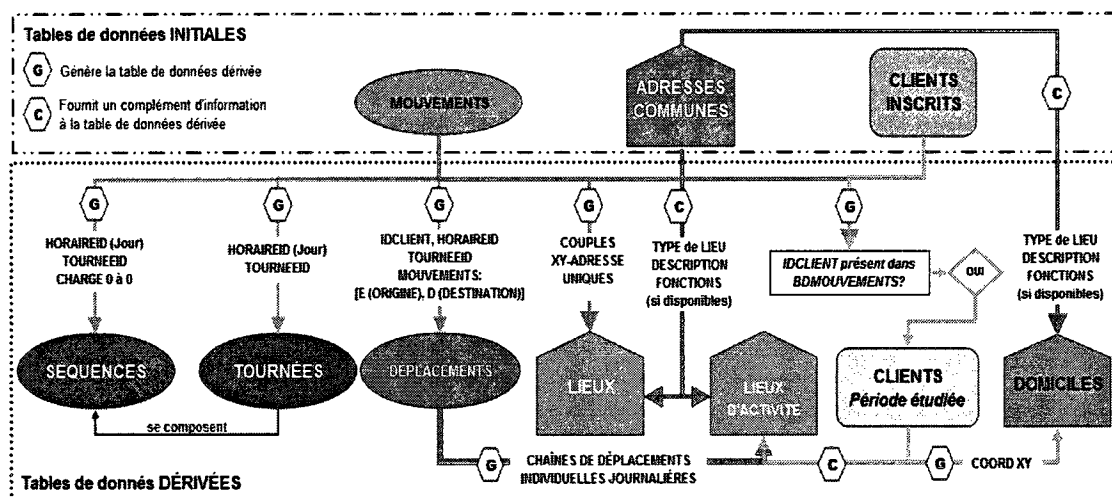 Tables de données INITIALES
G Génère la table de données dérivée
C Fournit un complément d'information
à la table de données dérivée
MOUVEMENTS
ADRESSES
COMMUNES
CLIENTS
INSCRITS
C
G
G
G
G
C
G
HORAIREID (Jour)
TOURNEEID
CHARGE 0 à 0
HORAIREID (Jour)
TOURNEEID
IDCLIENT, HORAIREID
TOURNEEID
MOUVEMENTS:
[E (ORIGINE), D (DESTINATION)]
COUPLES
XY-ADRESSE
UNIQUES
TYPE de LIEU
DESCRIPTION
FONCTIONS
(si disponibles)
IDCLIENT présent dans
BDMOUVEMENTS?
OUI
TYPE de LIEU
DESCRIPTION
FONCTIONS
(si disponibles)
SÉQUENCES
TOURNÉES
DÉPLACEMENTS
LIEUX
LIEUX
D'ACTIVITÉ
CLIENTS
Période étudiée
DOMICILES
se composent
G
CHAÎNES DE DÉPLACEMENTS
INDIVIDUELLES JOURNALIÈRES
C
G
COORD XY
Tables de donnés DÉRIVÉES